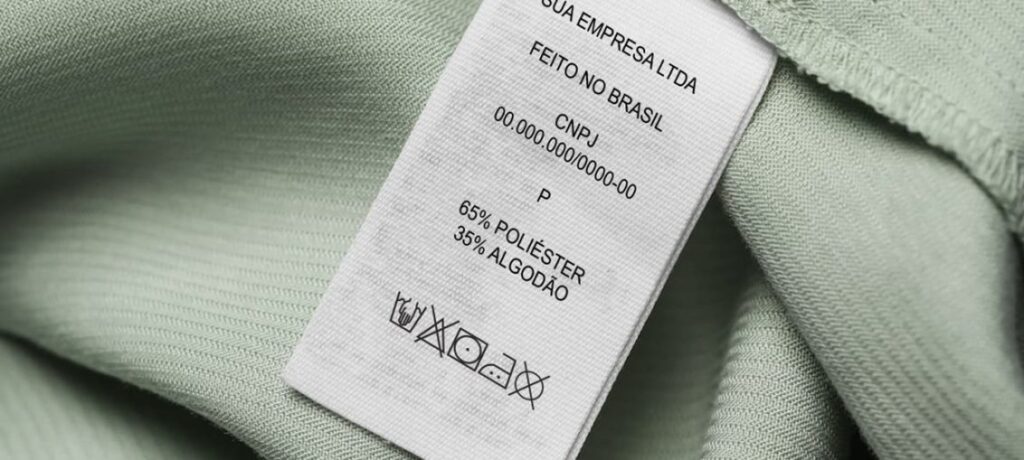 SUA EMPRESA LTDA
FEITO NO BRASIL
CNPJ
00.000.000/0000-00
P
65% POLIÉSTER
35% ALGODÃO